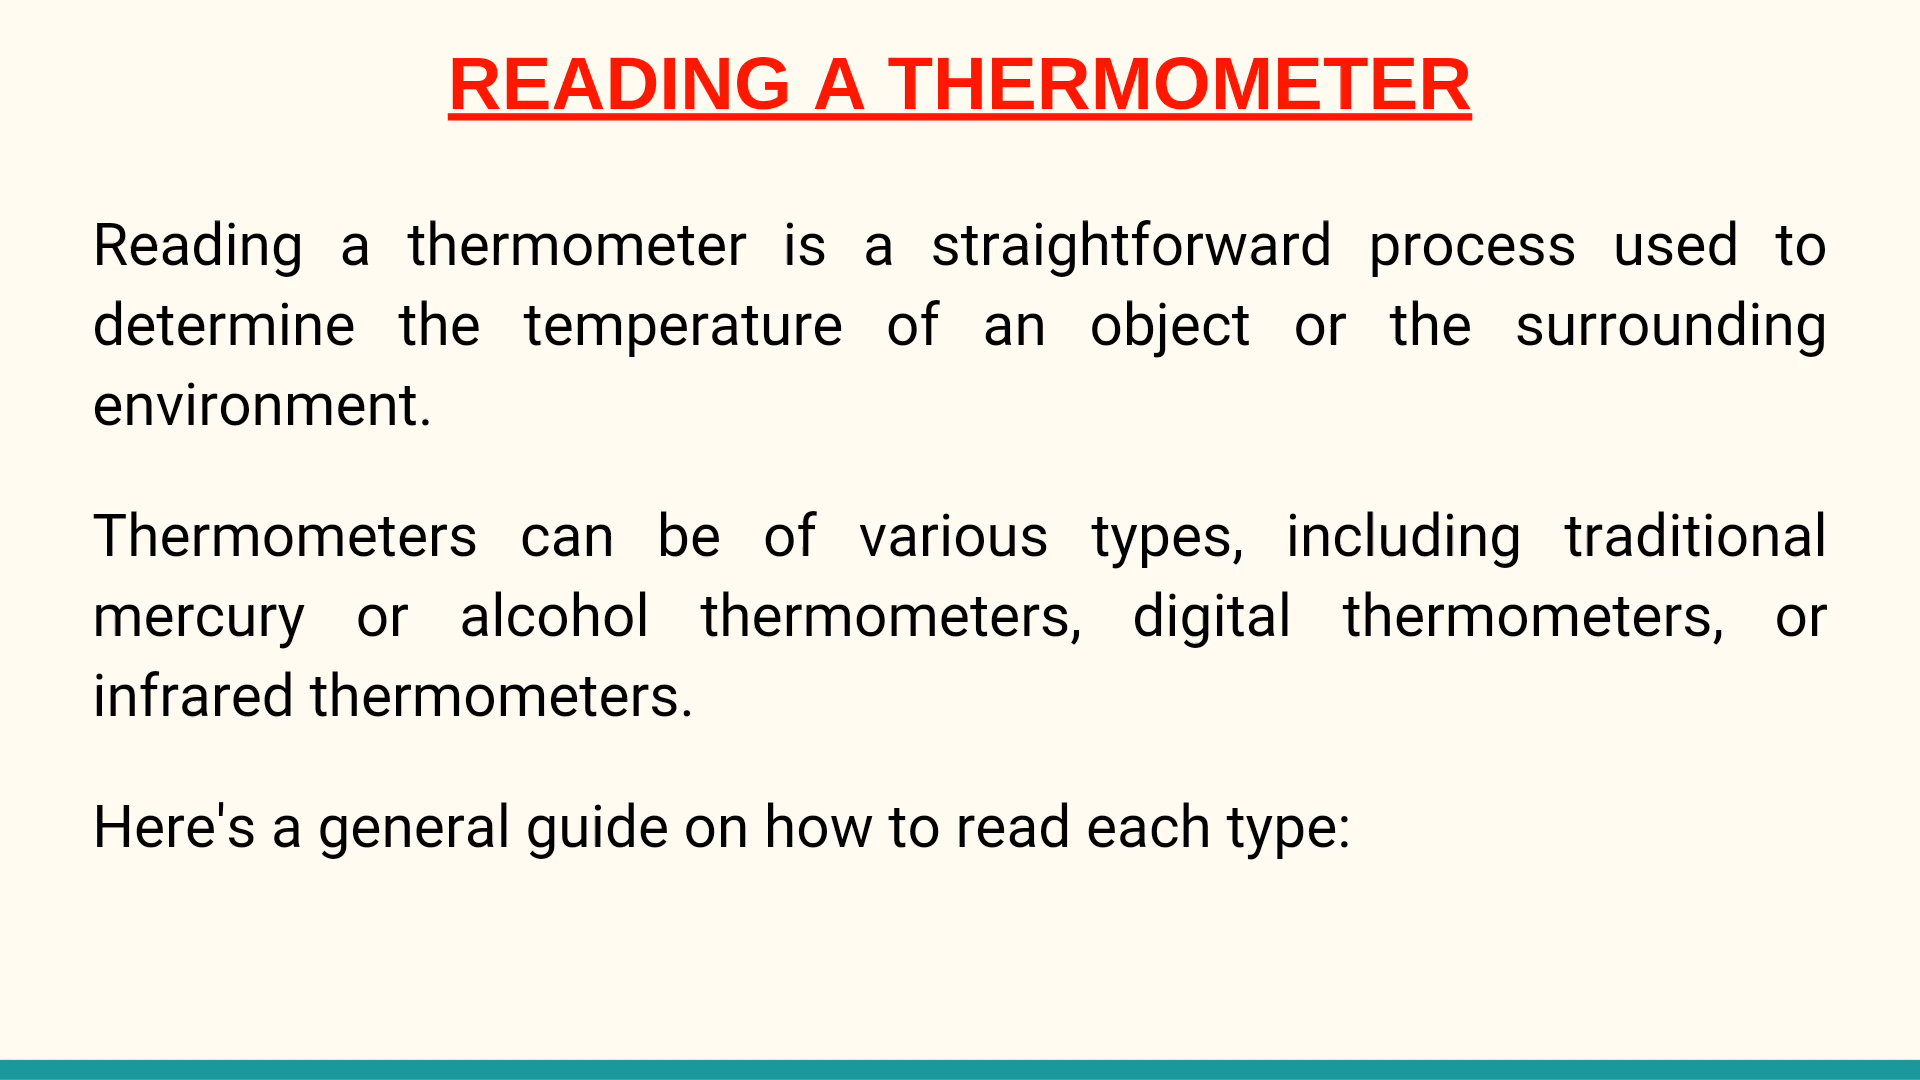 READING A THERMOMETER
Reading a thermometer is a straightforward process used to
determine the temperature of an object or the surrounding
environment.
Thermometers can be of various types, including traditional
mercury or alcohol thermometers, digital thermometers, or
infrared thermometers.
Here's a general guide on how to read each type: